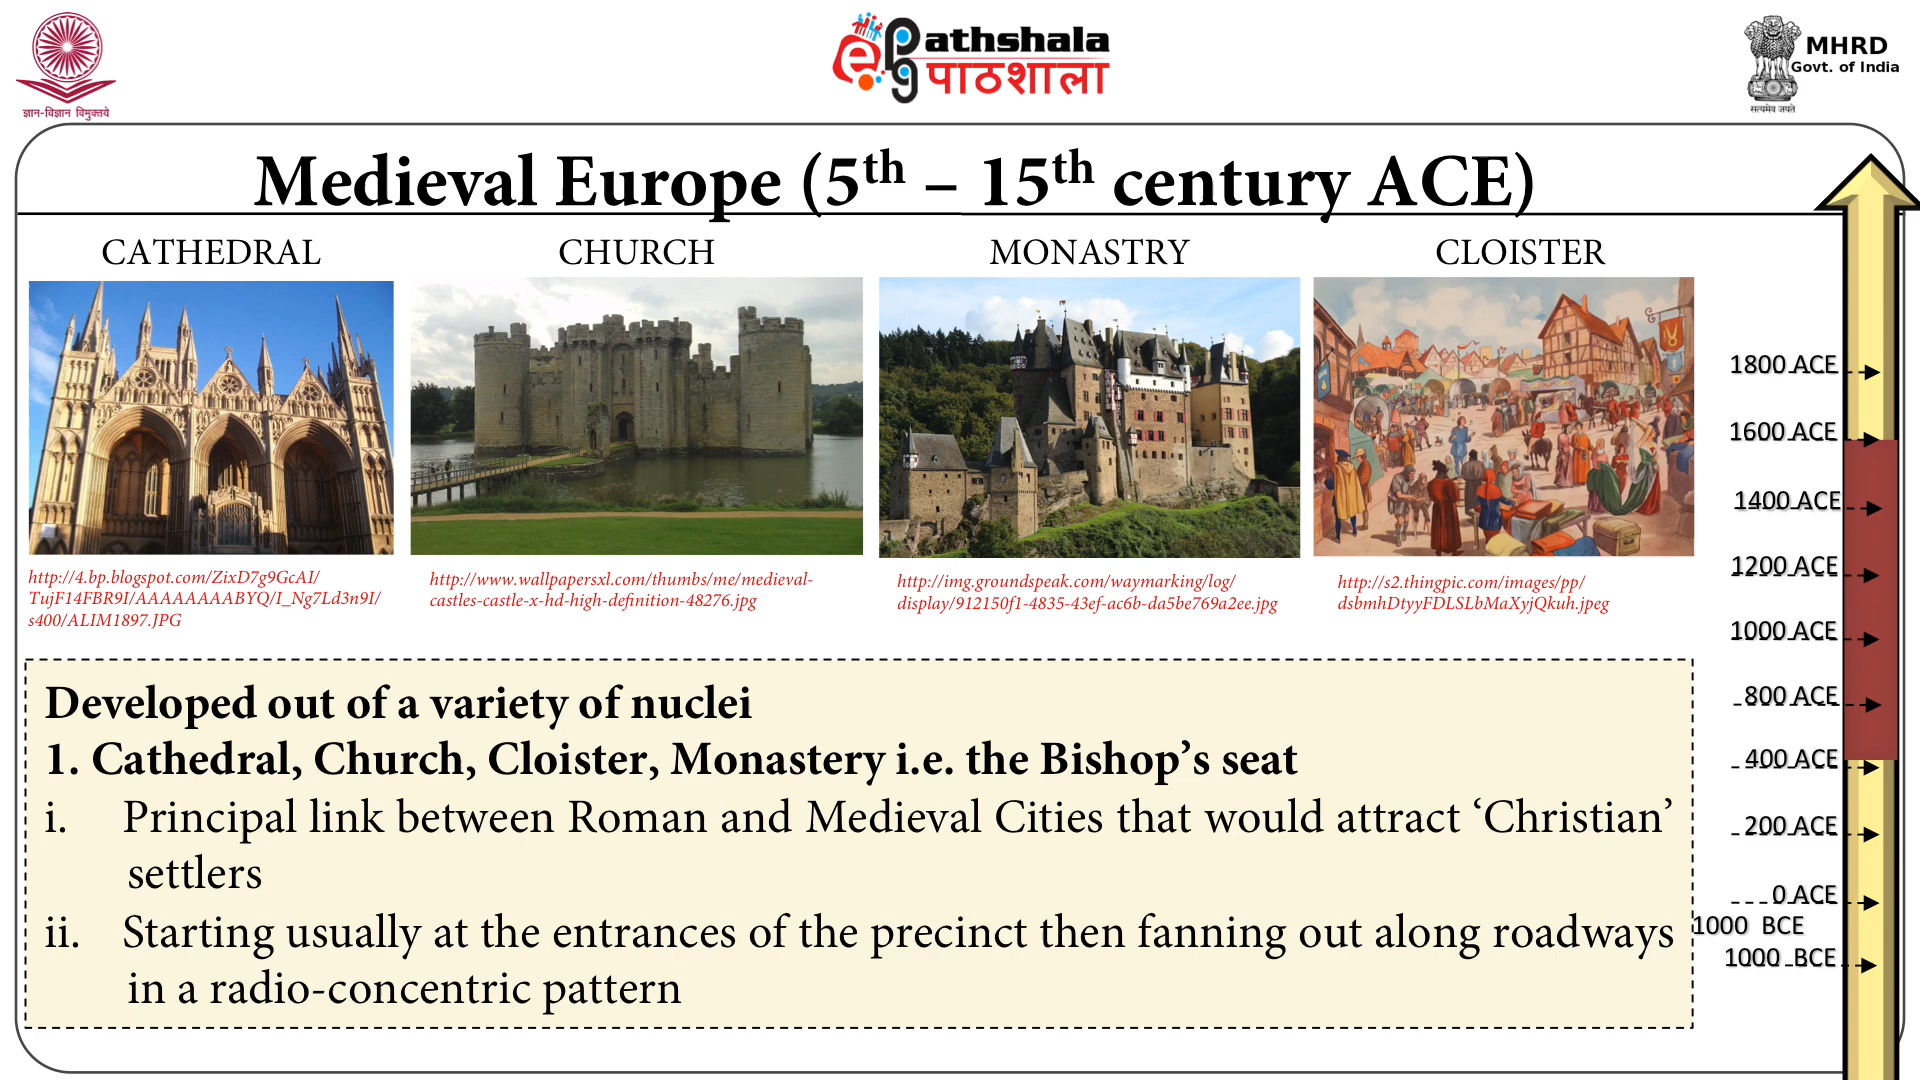 ज्ञान-विज्ञान विमुक्तये
e Pg Pathshala
पाठशाला
MHRD
Govt. of India
सत्यमेव जयते
Medieval Europe (5th – 15th century ACE)
CATHEDRAL
CHURCH
MONASTRY
CLOISTER
http://4.bp.blogspot.com/ZixD7g9GcAI/
TujF14FBR9I/AAAAAAAABYQ/I_Ng7Ld3n9I/
s400/ALIM1897.JPG
http://www.wallpapersxl.com/thumbs/me/medieval-
castles-castle-x-hd-high-definition-48276.jpg
http://img.groundspeak.com/waymarking/log/
display/912150f1-4835-43ef-ac6b-da5be769a2ee.jpg
http://s2.thingpic.com/images/pp/
dsbmhDtyyFDLSLbMaXyjQkuh.jpeg
Developed out of a variety of nuclei
1. Cathedral, Church, Cloister, Monastery i.e. the Bishop’s seat
i. Principal link between Roman and Medieval Cities that would attract ‘Christian’
settlers
ii. Starting usually at the entrances of the precinct then fanning out along roadways
in a radio-concentric pattern
1800 ACE
1600 ACE
1400 ACE
1200 ACE
1000 ACE
800 ACE
400 ACE
200 ACE
0 ACE
1000 BCE
1000 BCE